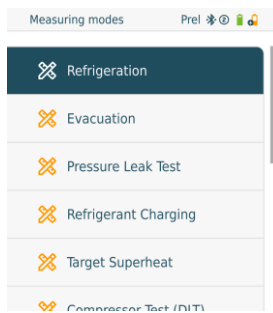 Measuring modes Prel
Refrigeration
Evacuation
Pressure Leak Test
Refrigerant Charging
Target Superheat
Compressor Test (DLT)